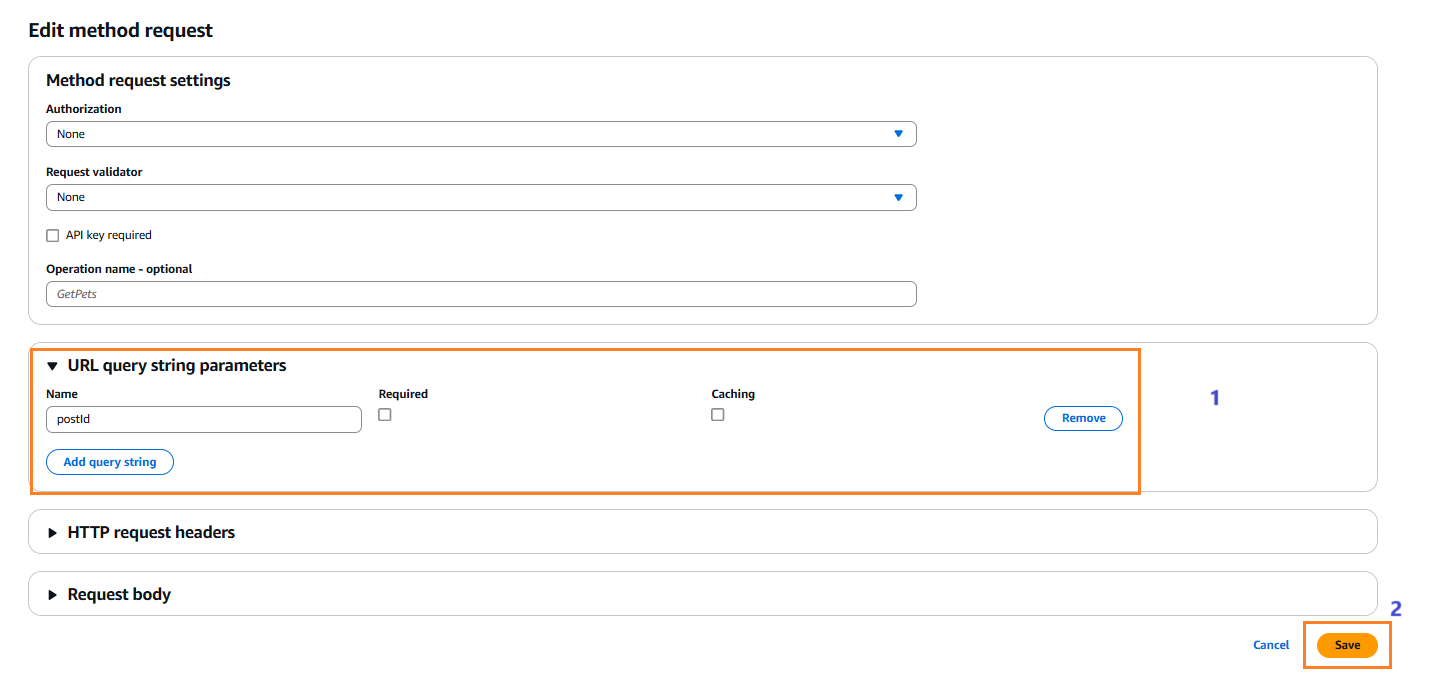 Edit method request
Method request settings
Authorization
None
Request validator
None
API key required
Operation name - optional
GetPets
URL query string parameters
Name Required Caching
1
postId Remove
Add query string
HTTP request headers
Request body
2
Cancel Save